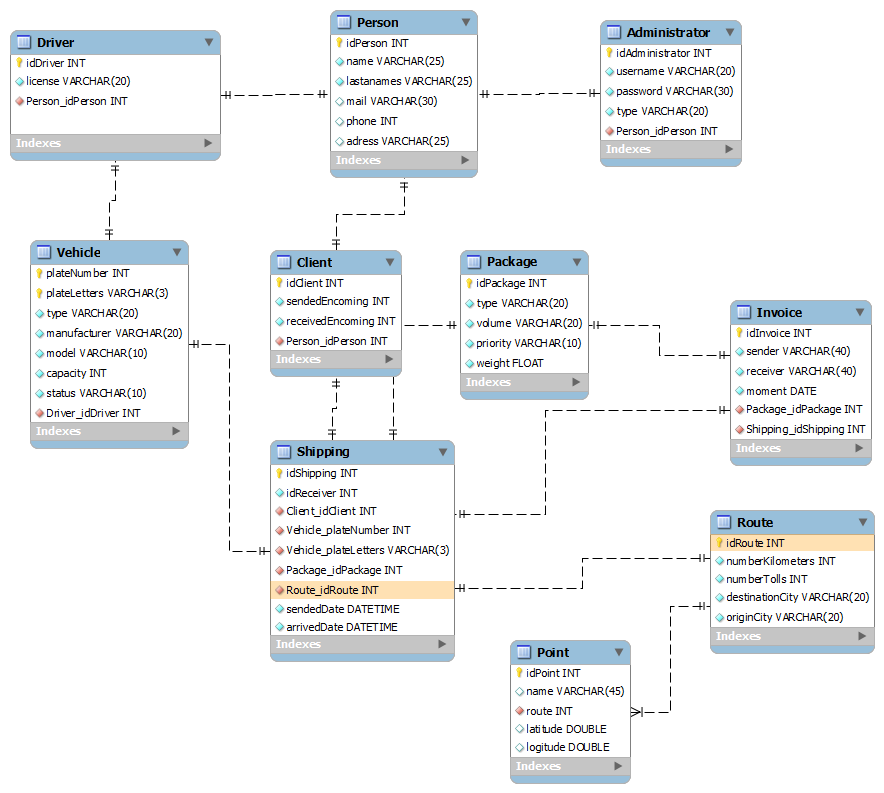 Driver
idDriver INT
license VARCHAR(20)
Person_idPerson INT
Indexes
Person
idPerson INT
name VARCHAR(25)
lastanames VARCHAR(25)
mail VARCHAR(30)
phone INT
adress VARCHAR(25)
Indexes
Administrator
idAdministrator INT
username VARCHAR(20)
password VARCHAR(30)
type VARCHAR(20)
Person_idPerson INT
Indexes
Vehicle
plateNumber INT
plateLetters VARCHAR(3)
type VARCHAR(20)
manufacturer VARCHAR(20)
model VARCHAR(10)
capacity INT
status VARCHAR(10)
Driver_idDriver INT
Indexes
Client
idClient INT
sendedEncoming INT
receivedEncoming INT
Person_idPerson INT
Indexes
Package
idPackage INT
type VARCHAR(20)
volume VARCHAR(20)
priority VARCHAR(10)
weight FLOAT
Indexes
Invoice
idInvoice INT
sender VARCHAR(40)
receiver VARCHAR(40)
moment DATE
Package_idPackage INT
Shipping_idShipping INT
Indexes
Shipping
idShipping INT
idReceiver INT
Client_idClient INT
Vehicle_plateNumber INT
Vehicle_plateLetters VARCHAR(3)
Package_idPackage INT
Route_idRoute INT
sendedDate DATETIME
arrivedDate DATETIME
Indexes
Route
idRoute INT
numberKilometers INT
numberTolls INT
destinationCity VARCHAR(20)
originCity VARCHAR(20)
Indexes
Point
idPoint INT
name VARCHAR(45)
route INT
latitude DOUBLE
logitude DOUBLE
Indexes